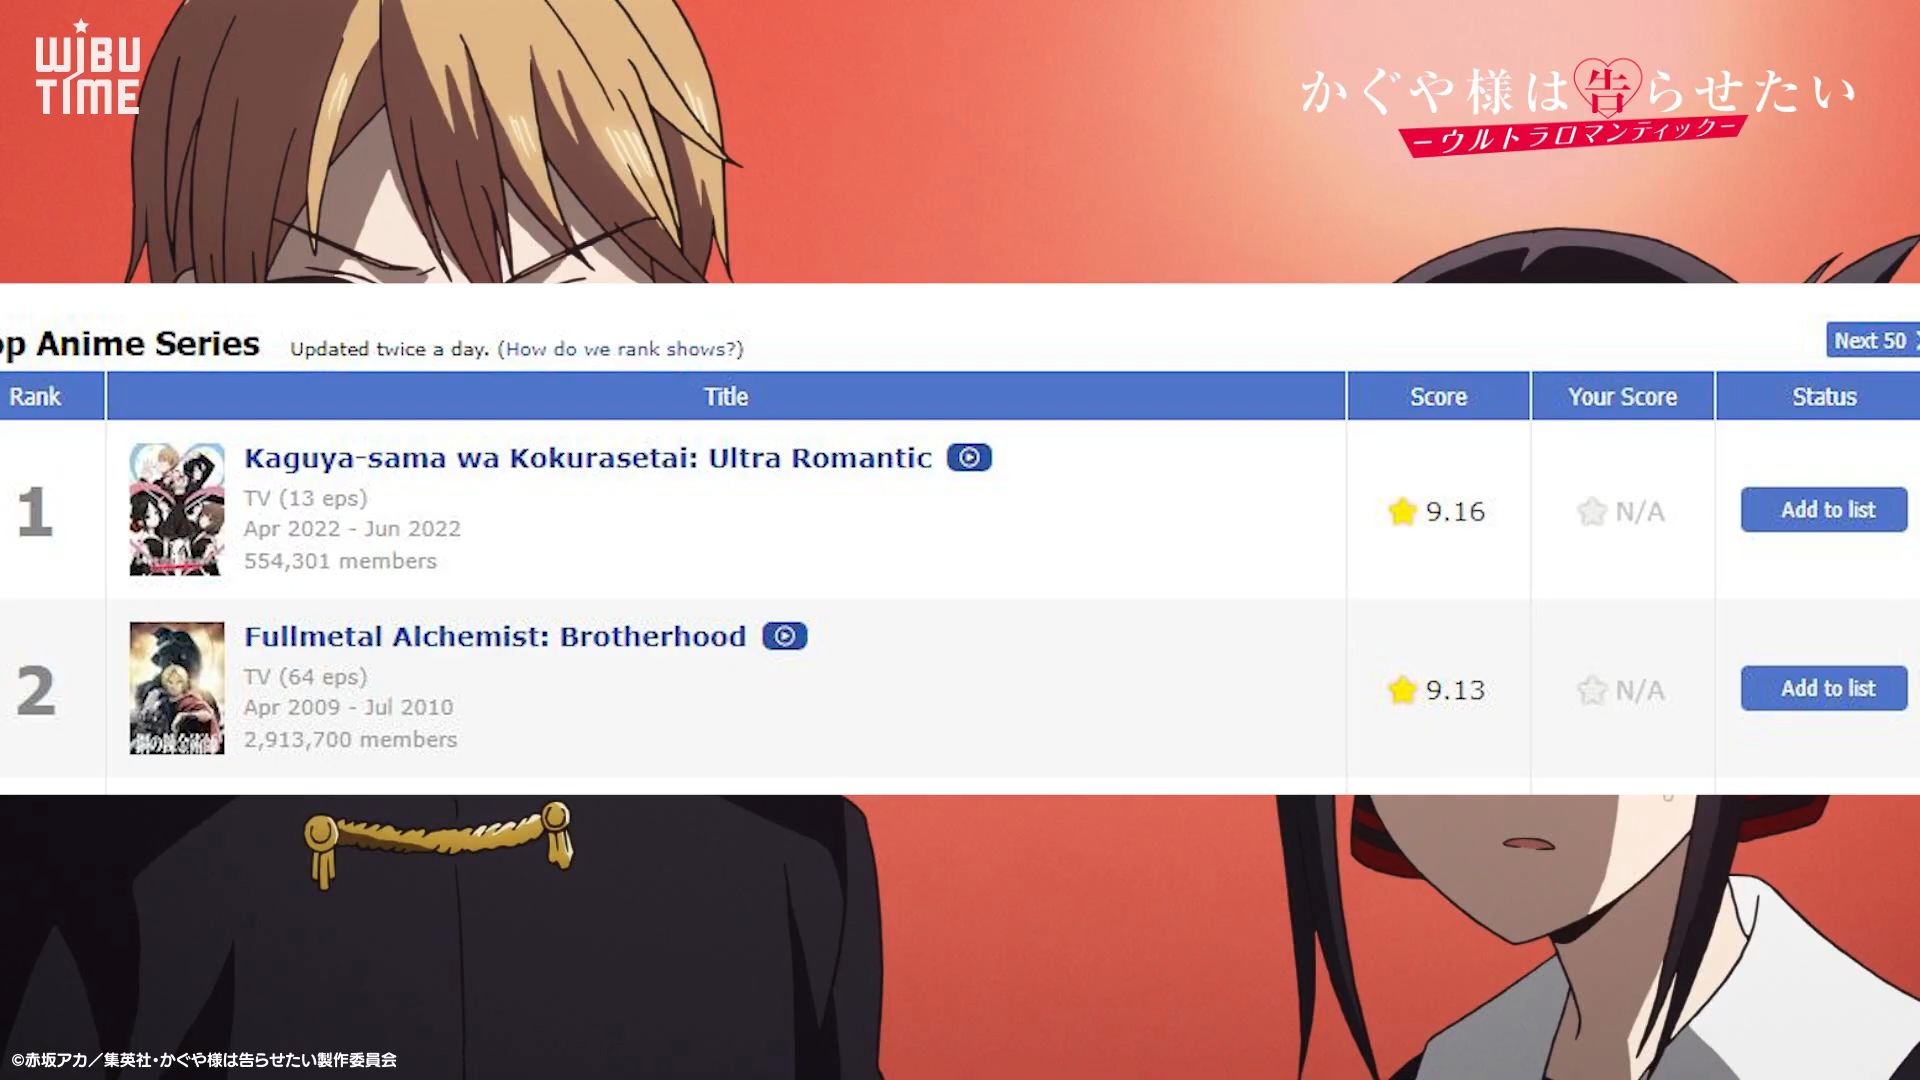 WIBU
TIME
かぐや様は告らせたい
ーウルトラロマンティックー
op Anime Series Updated twice a day. (How do we rank shows?) Next 50
Rank Title Score Your Score Status
1 Kaguya-sama wa Kokurasetai: Ultra Romantic 9.16 N/A Add to list
TV (13 eps)
Apr 2022 - Jun 2022
554,301 members
2 Fullmetal Alchemist: Brotherhood 9.13 N/A Add to list
TV (64 eps)
Apr 2009 - Jul 2010
2,913,700 members
©赤坂アカ／集英社・かぐや様は告らせたい製作委員会